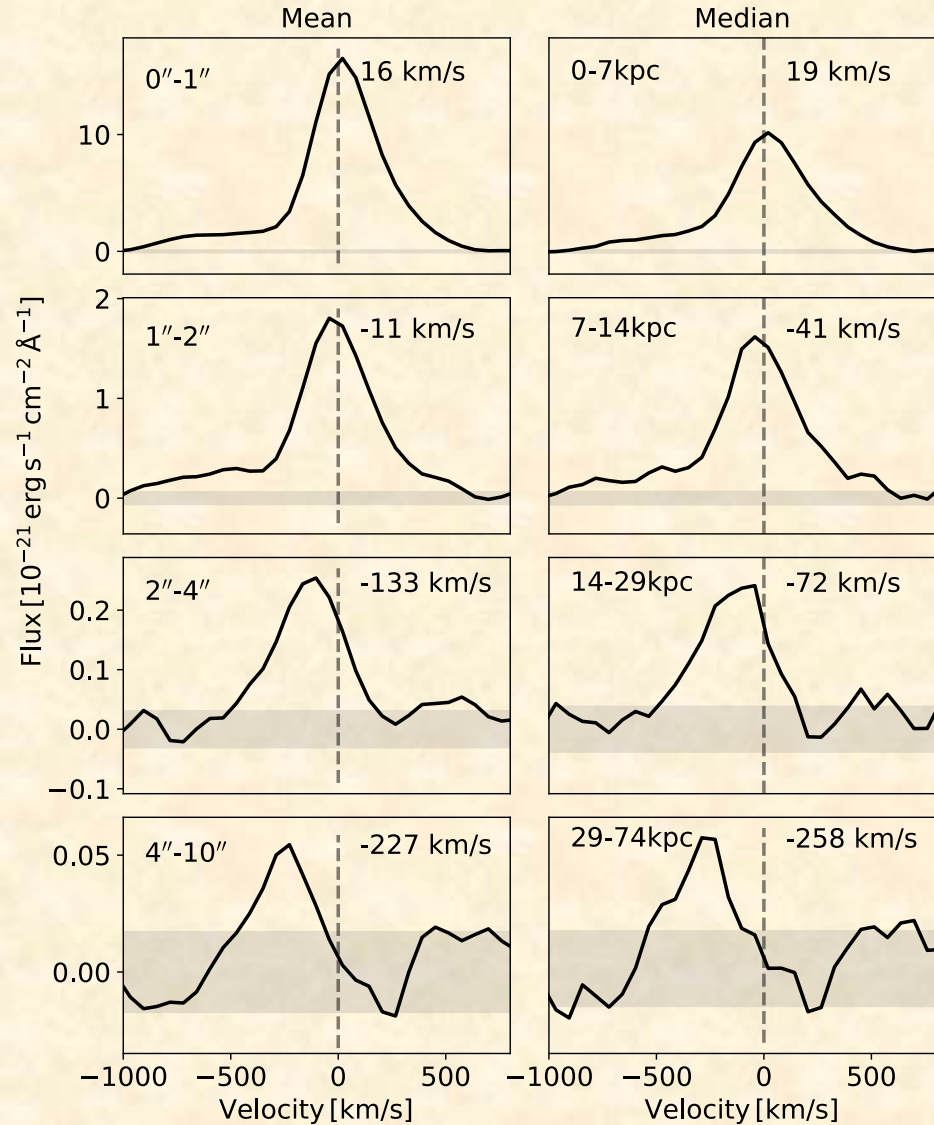 Mean Median
0″-1″ 16 km/s 0-7kpc 19 km/s
10
0
1″-2″ -11 km/s 7-14kpc -41 km/s
2
1
0
2″-4″ -133 km/s 14-29kpc -72 km/s
0.2
0.1
0.0
−0.1
4″-10″ -227 km/s 29-74kpc -258 km/s
0.05
0.00
Flux [10⁻²¹ erg s⁻¹ cm⁻² Å⁻¹]
−1000 −500 0 500 −1000 −500 0 500
Velocity [km/s] Velocity [km/s]